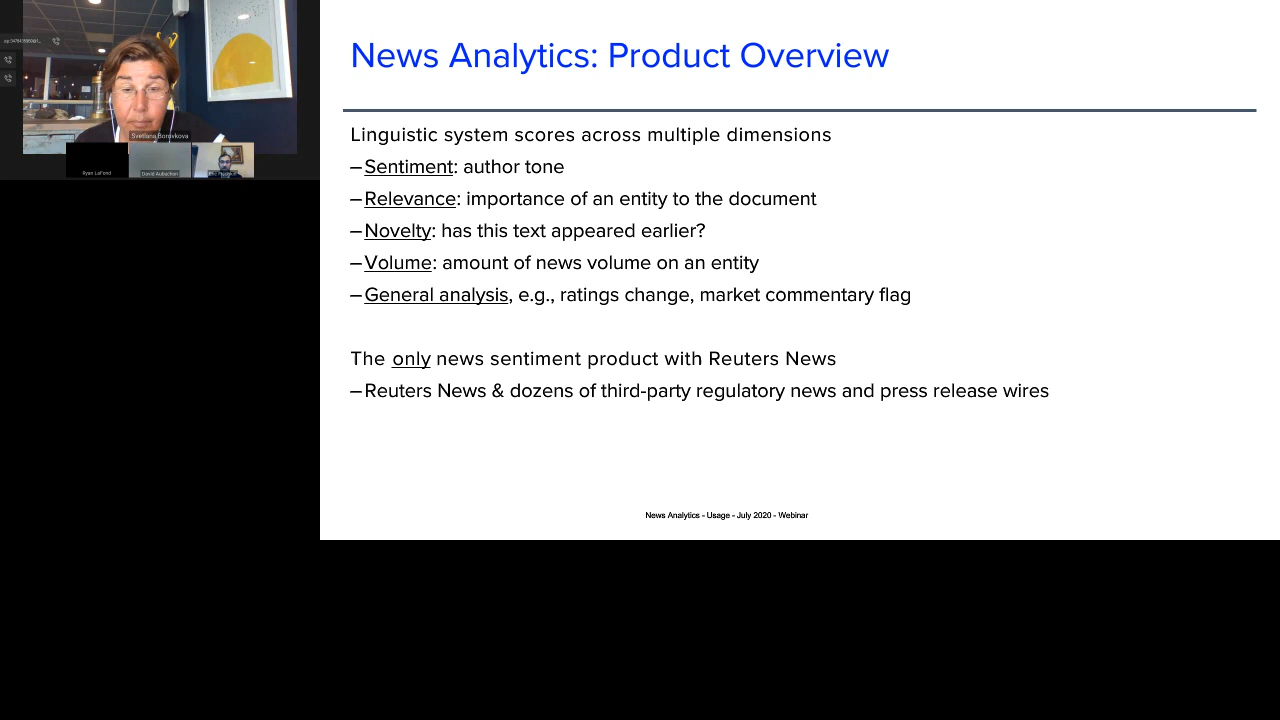 Svetlana Borovkova
Ryan LaFond
David Aubuchon
News Analytics: Product Overview
Linguistic system scores across multiple dimensions
–Sentiment: author tone
–Relevance: importance of an entity to the document
–Novelty: has this text appeared earlier?
–Volume: amount of news volume on an entity
–General analysis, e.g., ratings change, market commentary flag
The only news sentiment product with Reuters News
–Reuters News & dozens of third-party regulatory news and press release wires
News Analytics - Usage - July 2020 - Webinar